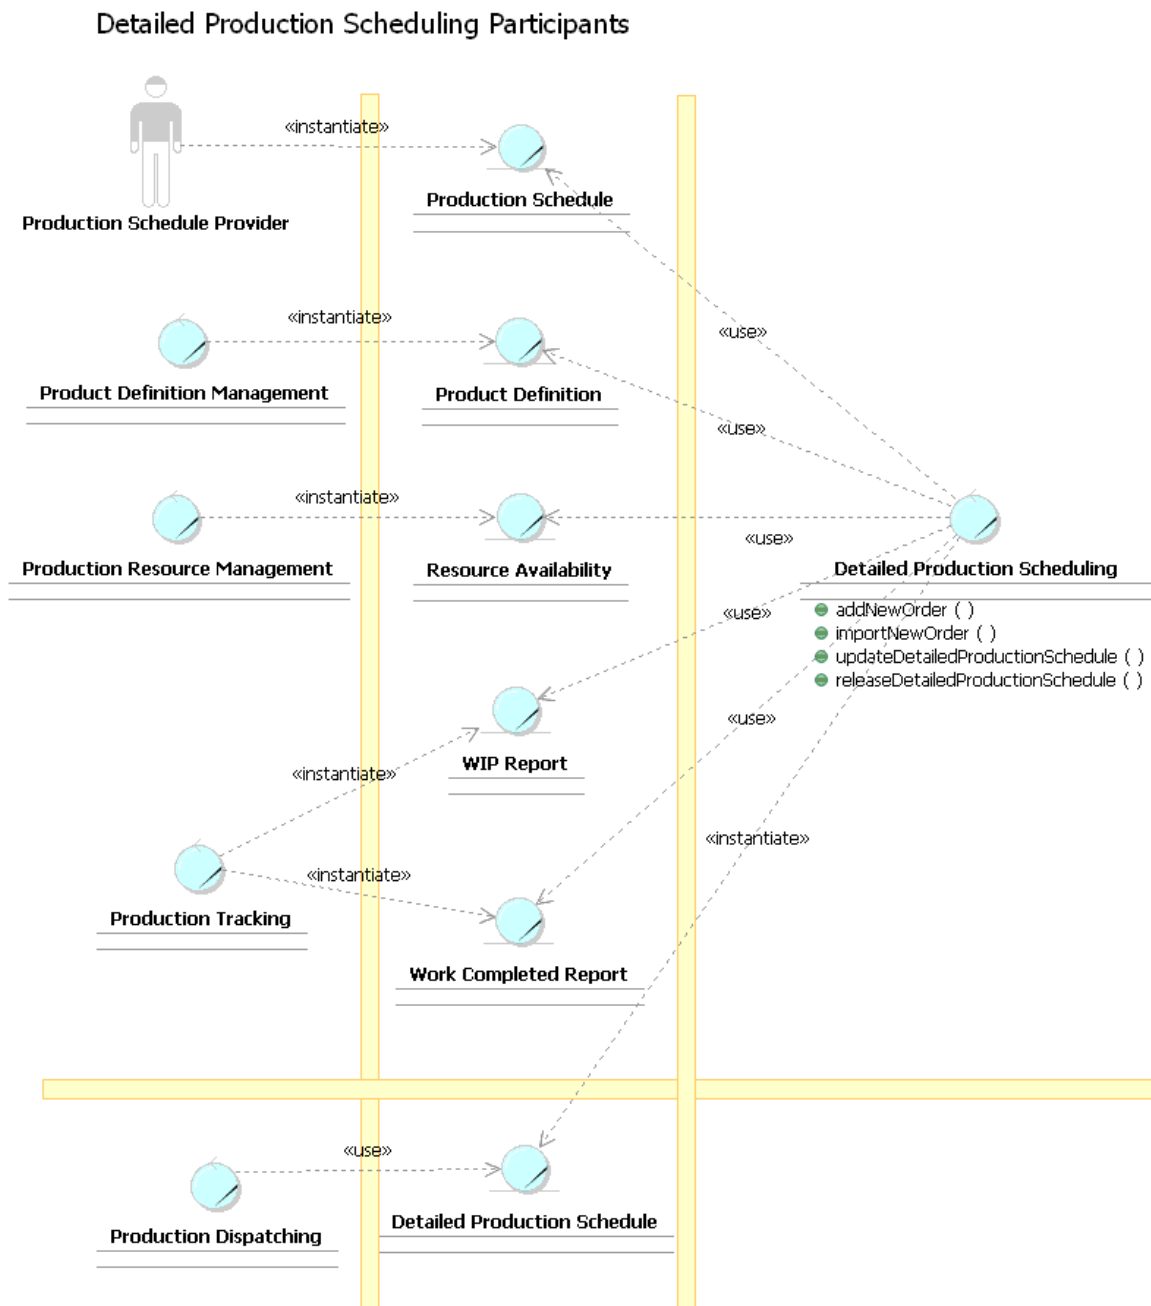 Detailed Production Scheduling Participants
«instantiate»
Production Schedule Provider
Production Schedule
«use»
«instantiate»
Product Definition Management
Product Definition
«use»
«instantiate»
Production Resource Management
Resource Availability
«use»
Detailed Production Scheduling
addNewOrder ( )
importNewOrder ( )
updateDetailedProductionSchedule ( )
releaseDetailedProductionSchedule ( )
«use»
«use»
WIP Report
«instantiate»
«instantiate»
«instantiate»
Production Tracking
Work Completed Report
«use»
Production Dispatching
Detailed Production Schedule